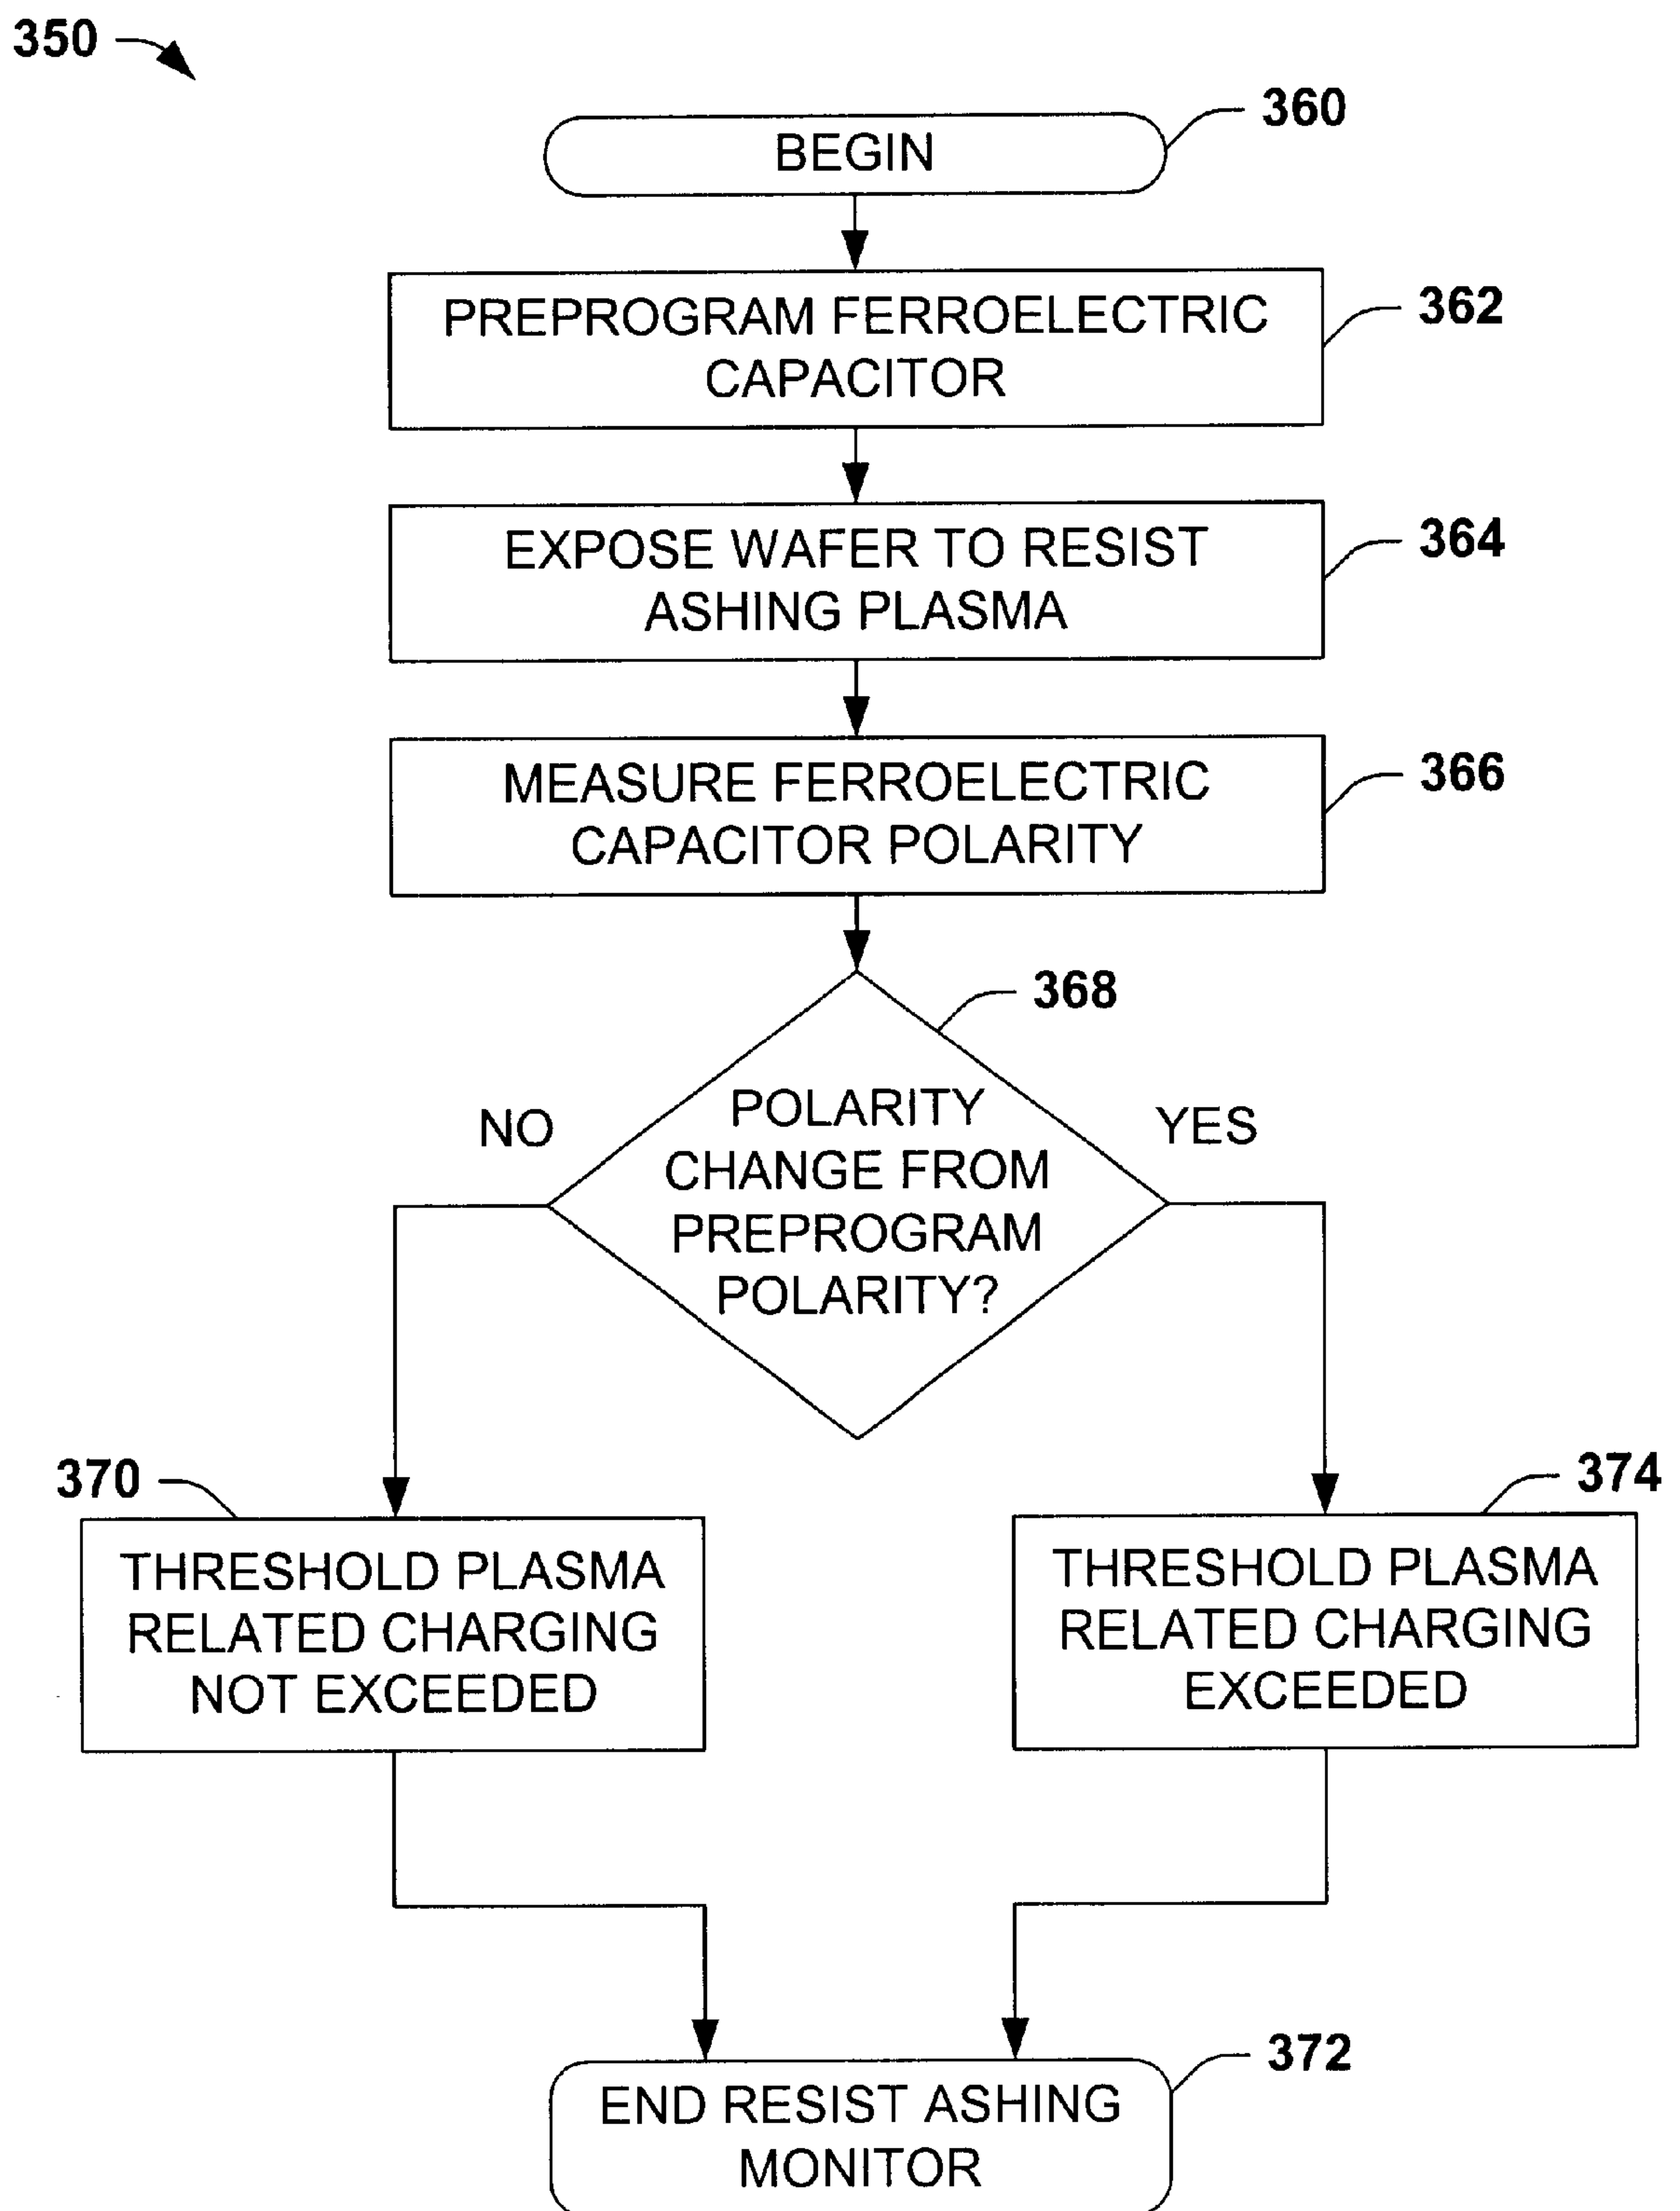 350
360
BEGIN
362
PREPROGRAM FERROELECTRIC
CAPACITOR
364
EXPOSE WAFER TO RESIST
ASHING PLASMA
366
MEASURE FERROELECTRIC
CAPACITOR POLARITY
368
POLARITY
CHANGE FROM
PREPROGRAM
POLARITY?
NO
YES
370
THRESHOLD PLASMA
RELATED CHARGING
NOT EXCEEDED
374
THRESHOLD PLASMA
RELATED CHARGING
EXCEEDED
372
END RESIST ASHING
MONITOR